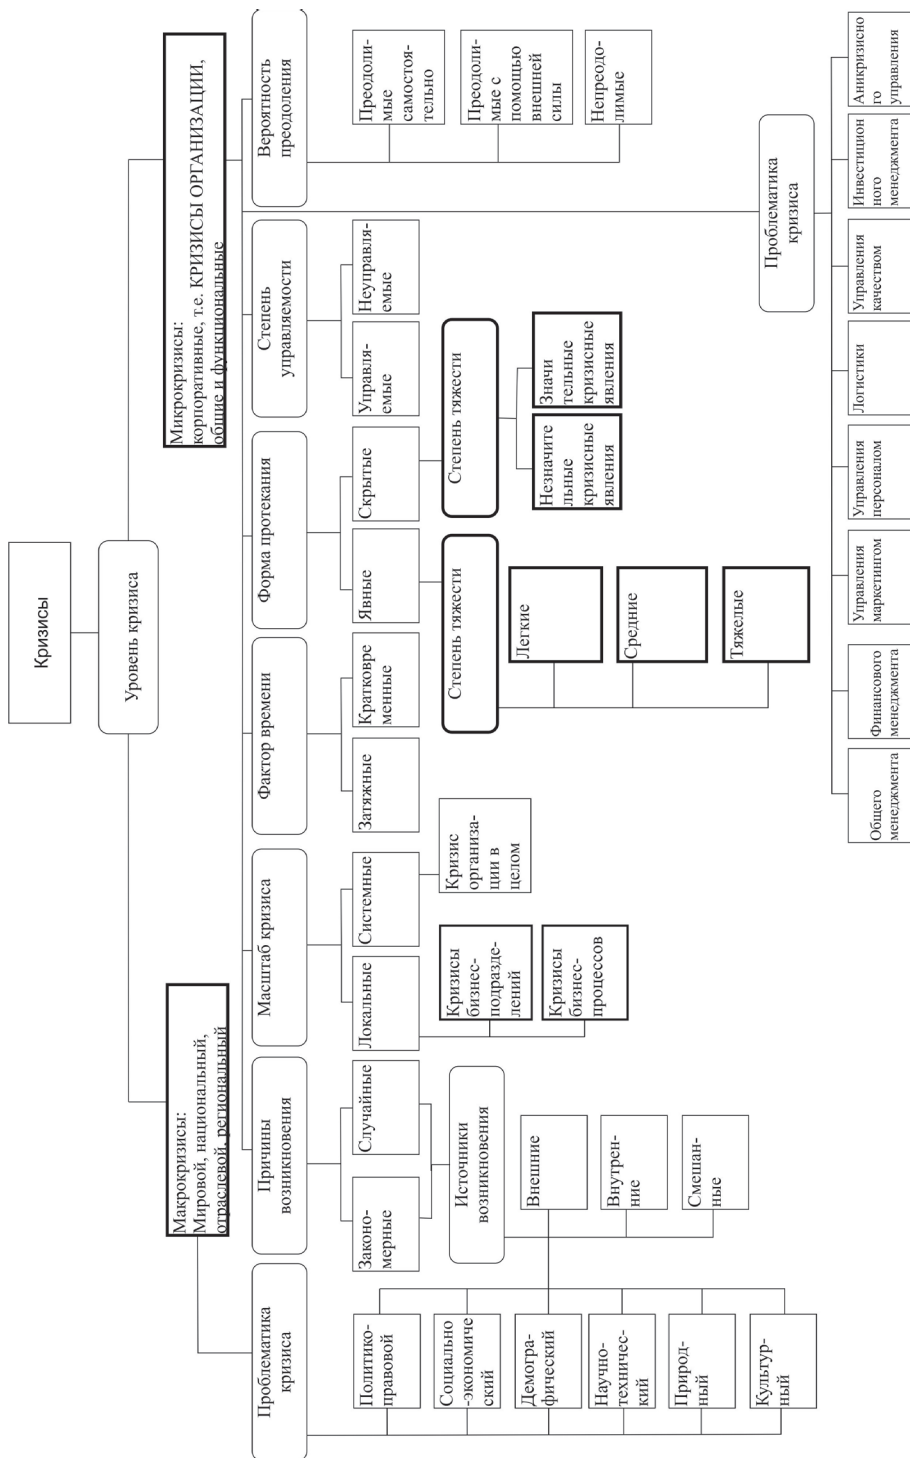 Кризисы
Уровень кризиса
Макрокризисы:
Мировой, национальный,
отраслевой, региональный
Микрокризисы:
корпоративные, т.е. КРИЗИСЫ ОРГАНИЗАЦИИ,
общие и функциональные
Проблематика
кризиса
Причины
возникновения
Масштаб кризиса
Фактор времени
Форма протекания
Степень
управляемости
Вероятность
преодоления
Политико-
правовой
Социально
-экономиче
ский
Демогра-
фический
Научно-
техничес-
кий
Природ-
ный
Культур-
ный
Законо-
мерные
Случайные
Источники
возникновения
Внешние
Внутрен-
ние
Смешан-
ные
Локальные
Системные
Кризисы
бизнес-
подразде-
лений
Кризисы
бизнес-
процессов
Кризис
организа-
ции в
целом
Затяжные
Кратковре
менные
Явные
Скрытые
Степень тяжести
Легкие
Средние
Тяжелые
Степень тяжести
Незначите
льные
кризисные
явления
Значи
тельные
кризисные
явления
Управля-
емые
Неуправля-
емые
Преодоли-
мые
самостоя-
тельно
Преодоли-
мые с
помощью
внешней
силы
Непреодо-
лимые
Проблематика
кризиса
Общего
менеджмента
Финансового
менеджмента
Управления
маркетингом
Управления
персоналом
Логистики
Управления
качеством
Инвестицион
ного
менеджмента
Аникризисно
го
управления